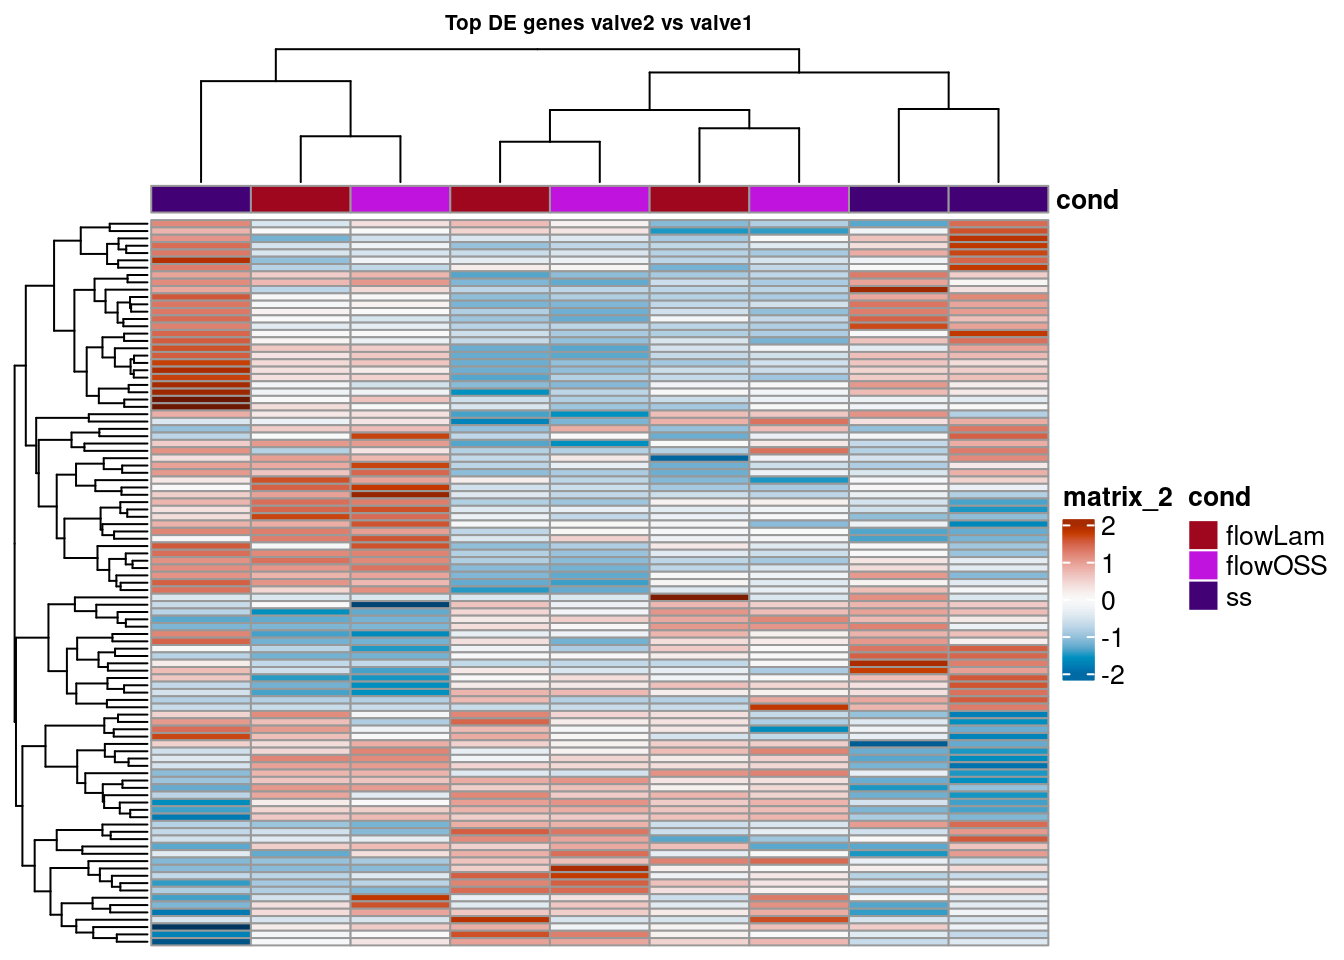 Top DE genes valve2 vs valve1
cond
matrix_2
2
1
0
-1
-2
cond
flowLam
flowOSS
ss